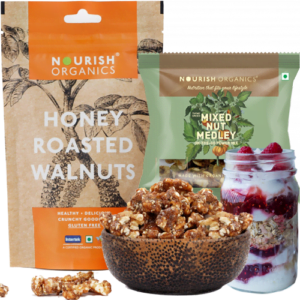 NOURISH
ORGANICS
HONEY
ROASTED
WALNUTS
HEALTHY • DELICIOUS
CRUNCHY GOODNESS
GLUTEN FREE
NOURISH ORGANICS
Nutrition that fits your lifestyle
MIXED
NUT
MEDLEY